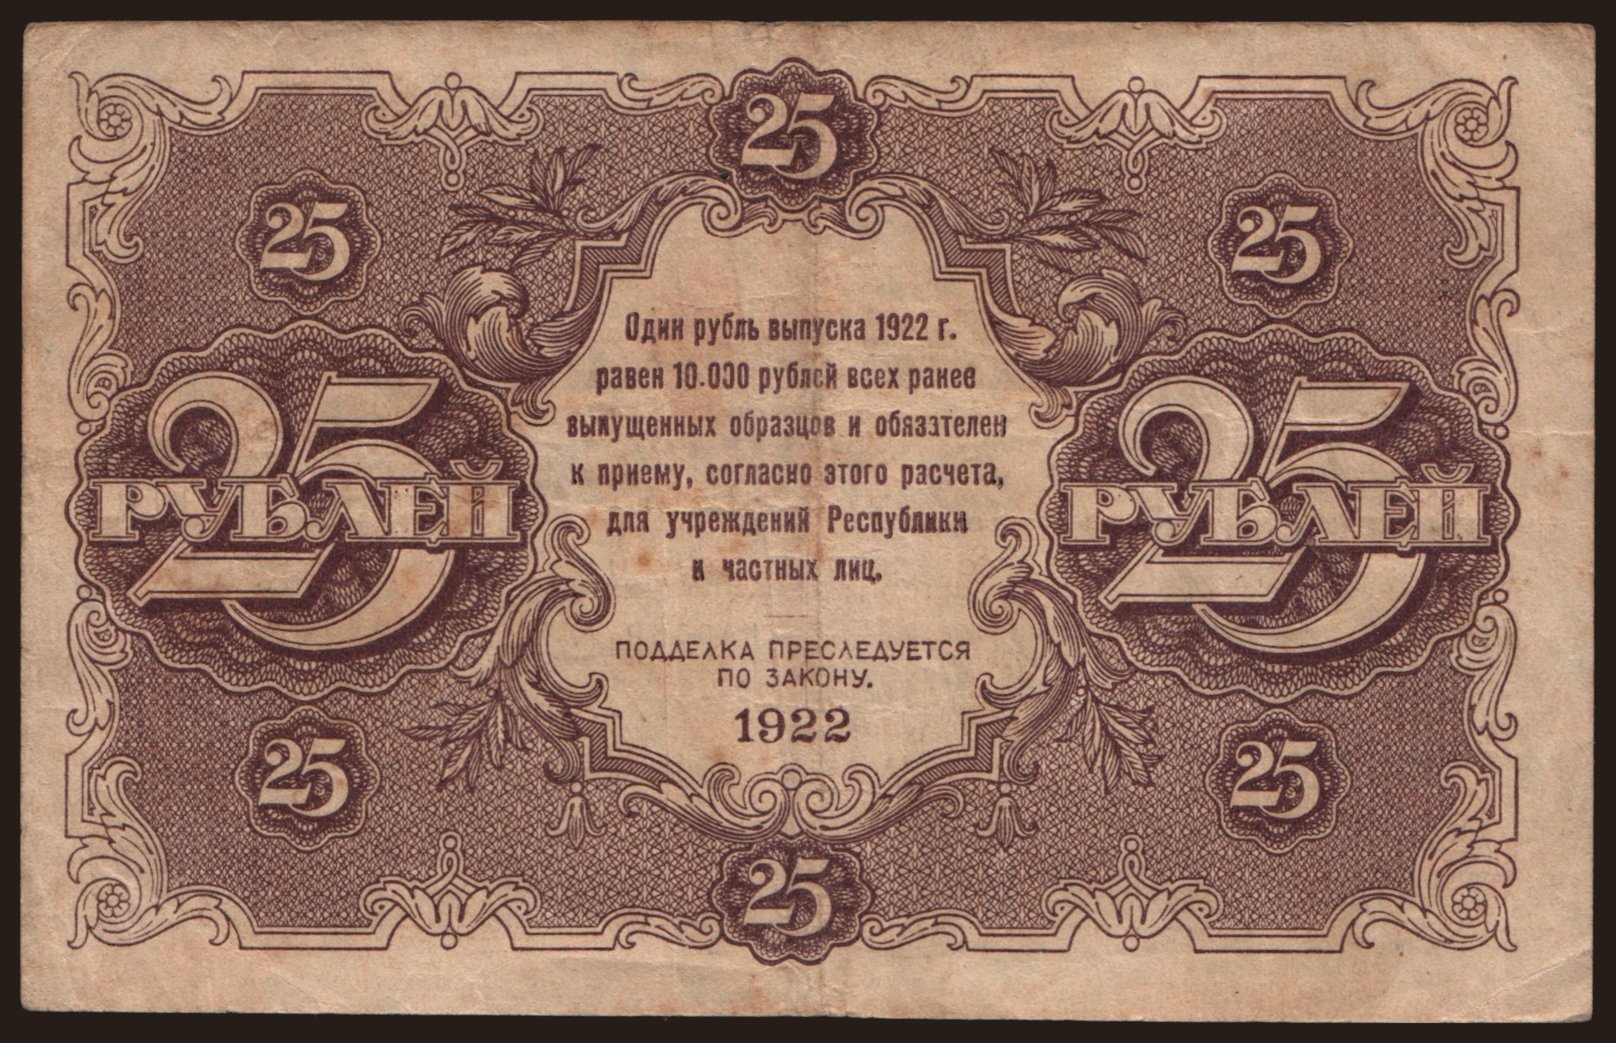 25
25
25
25 РУБЛЕЙ
25 РУБЛЕЙ
Один рубль выпуска 1922 г.
равен 10.000 рублей всех ранее
выпущенных образцов и обязателен
к приему, согласно этого расчета,
для учреждений Республики
и частных лиц.
ПОДДЕЛКА ПРЕСЛЕДУЕТСЯ
ПО ЗАКОНУ.
1922
25
25
25